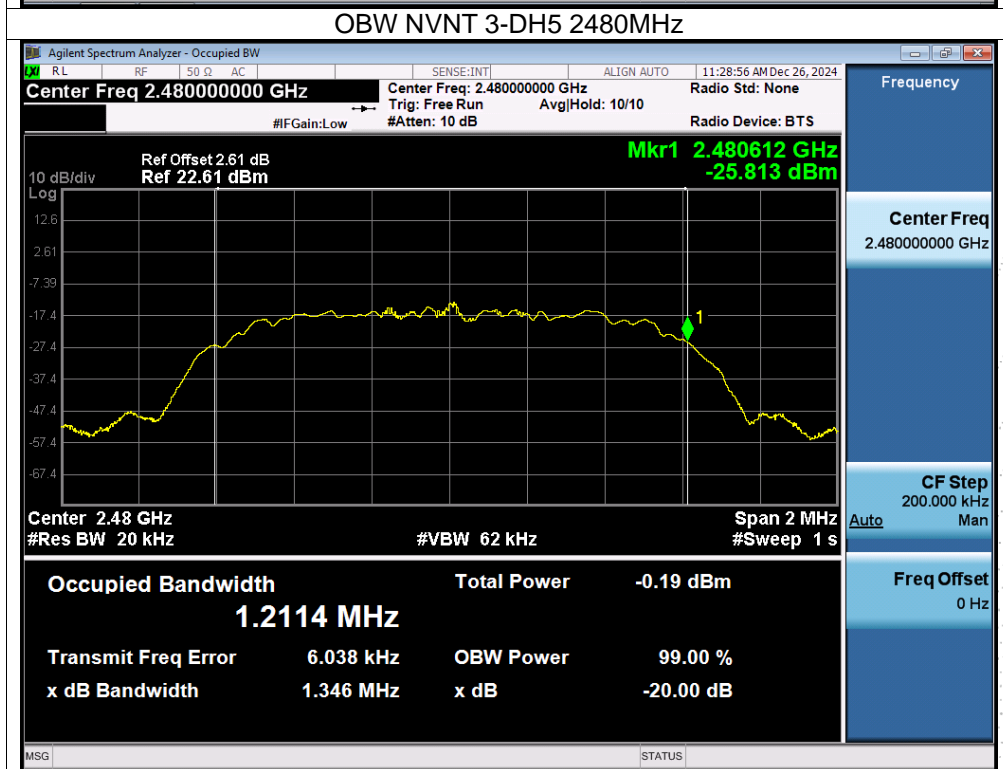 OBW NVNT 3-DH5 2480MHz
Agilent Spectrum Analyzer - Occupied BW
LXI RL RF 50 Ω AC SENSE:INT ALIGN AUTO 11:28:56 AM Dec 26, 2024
Center Freq 2.480000000 GHz
Center Freq: 2.480000000 GHz
Radio Std: None
Trig: Free Run Avg|Hold: 10/10
#IFGain:Low
#Atten: 10 dB
Radio Device: BTS
Ref Offset 2.61 dB
10 dB/div Ref 22.61 dBm
Mkr1 2.480612 GHz
-25.813 dBm
Log
12.6
2.61
-7.39
-17.4
-27.4
-37.4
-47.4
-57.4
-67.4
1
Center 2.48 GHz
Span 2 MHz
#Res BW 20 kHz
#VBW 62 kHz
#Sweep 1 s
Occupied Bandwidth
Total Power -0.19 dBm
1.2114 MHz
Transmit Freq Error 6.038 kHz
OBW Power 99.00 %
x dB Bandwidth 1.346 MHz
x dB -20.00 dB
MSG
STATUS
Frequency
Center Freq
2.480000000 GHz
CF Step
200.000 kHz
Auto Man
Freq Offset
0 Hz